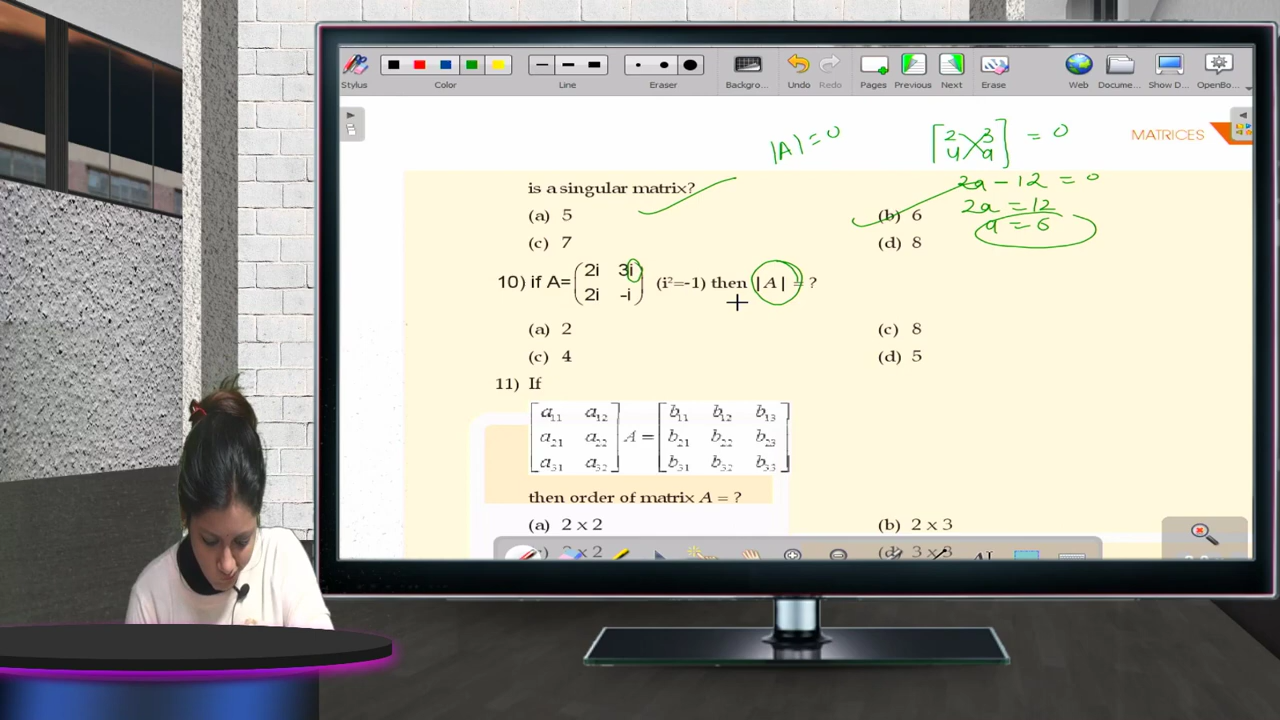 Stylus Color Line Eraser Backgro... Undo Redo Pages Previous Next Erase Web Docume... Show D... OpenBo...
|A|=0
[2 3
4 a] = 0
MATRICES
2a - 12 = 0
2a = 12
a = 6
is a singular matrix?
(a) 5 (b) 6
(c) 7 (d) 8
10) if A= (2i 3i
2i -i) (i²=-1) then |A| = ?
(a) 2 (c) 8
(c) 4 (d) 5
11) If
[a₁₁ a₁₂] [b₁₁ b₁₂ b₁₃]
[a₂₁ a₂₂] A = [b₂₁ b₂₂ b₂₃]
[a₃₁ a₃₂] [b₃₁ b₃₂ b₃₃]
then order of matrix A = ?
(a) 2 x 2 (b) 2 x 3
x 2 (d) 3 x 3